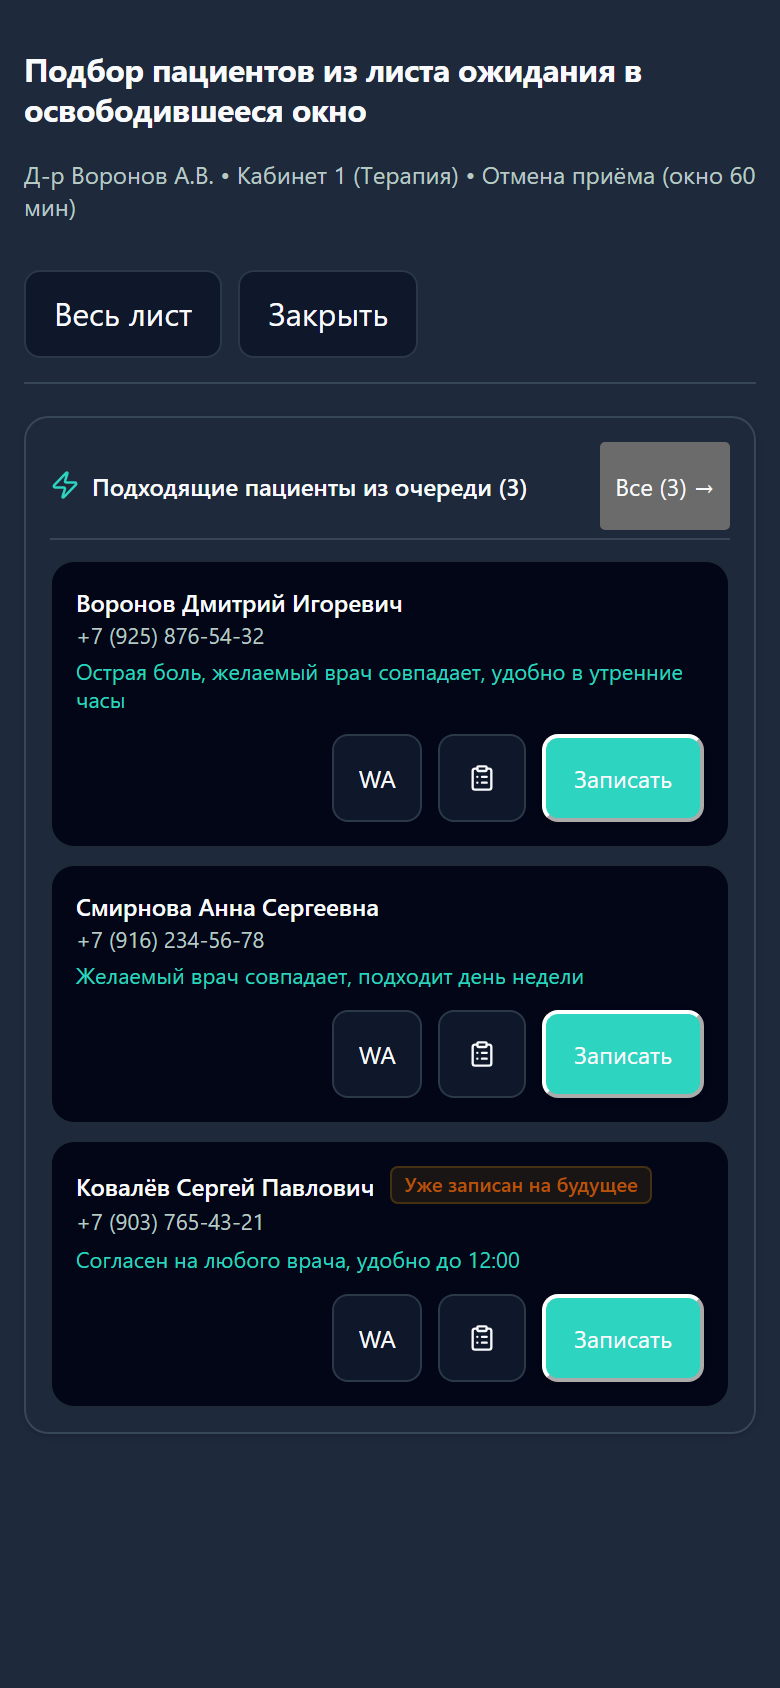 Подбор пациентов из листа ожидания в
освободившееся окно
Д-р Воронов А.В. • Кабинет 1 (Терапия) • Отмена приёма (окно 60
мин)
Весь лист
Закрыть
Подходящие пациенты из очереди (3)
Все (3) →
Воронов Дмитрий Игоревич
+7 (925) 876-54-32
Острая боль, желаемый врач совпадает, удобно в утренние
часы
WA
Записать
Смирнова Анна Сергеевна
+7 (916) 234-56-78
Желаемый врач совпадает, подходит день недели
WA
Записать
Ковалёв Сергей Павлович
Уже записан на будущее
+7 (903) 765-43-21
Согласен на любого врача, удобно до 12:00
WA
Записать